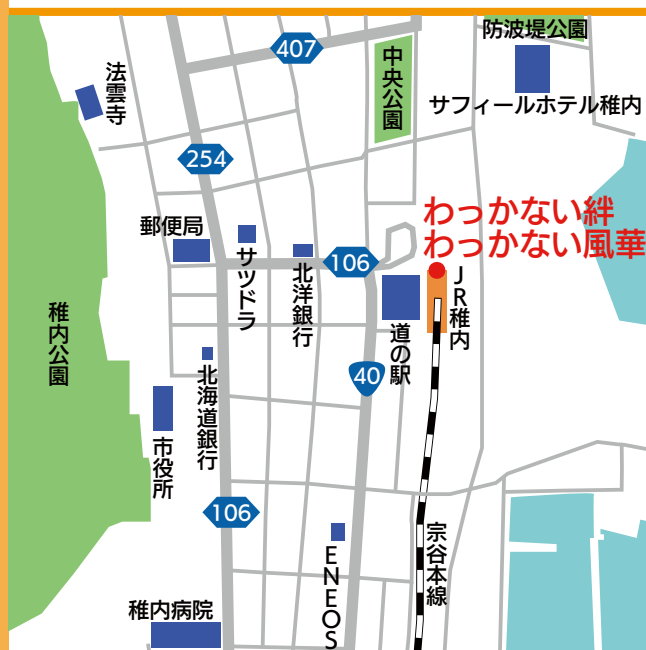 防波堤公園
407
中央公園
法雲寺
サフィールホテル稚内
254
わっかない絆
わっかない風華
郵便局
サツドラ
北洋銀行
106
JR稚内
道の駅
稚内公園
北海道銀行
40
市役所
106
ENEOS
宗谷本線
稚内病院